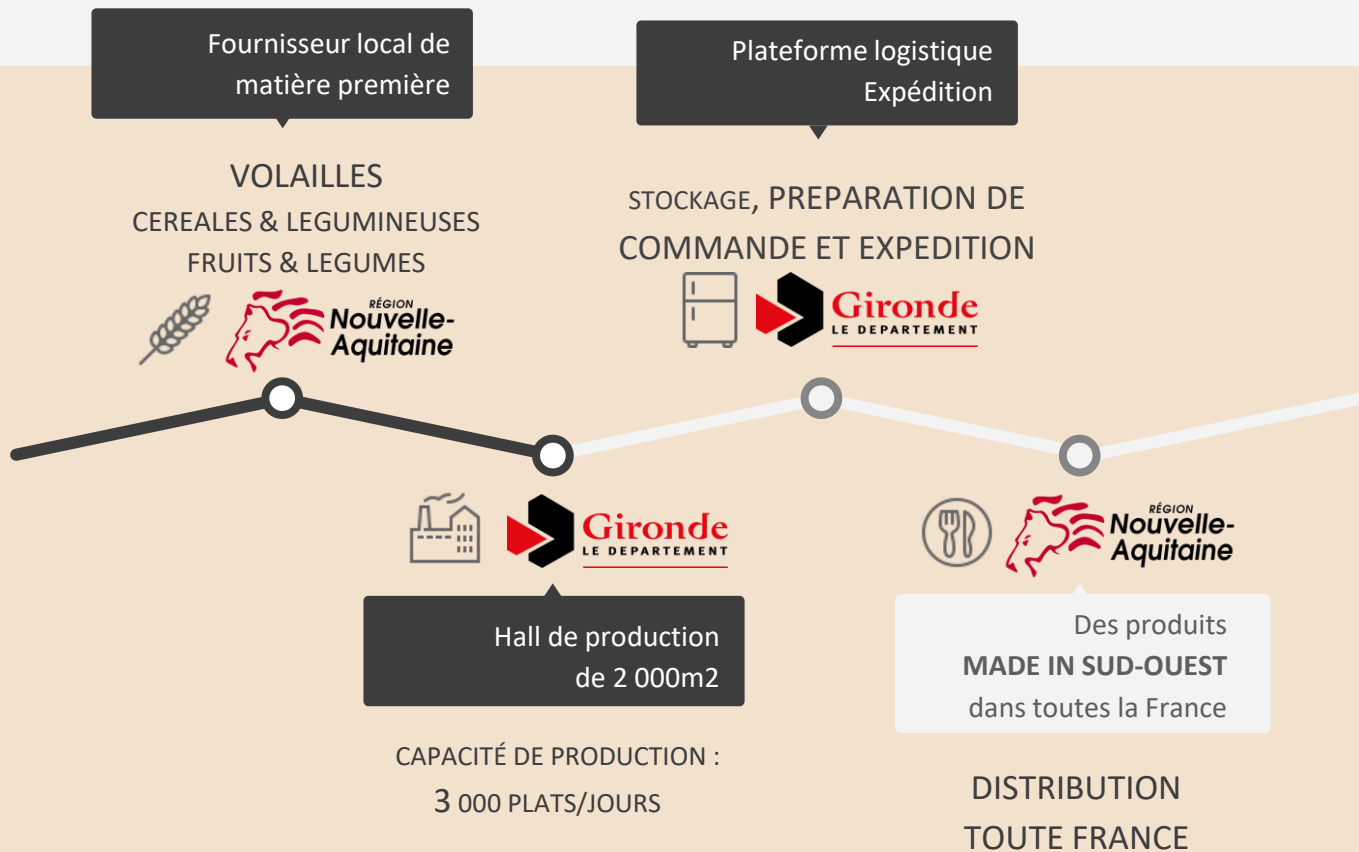 Fournisseur local de
matière première
VOLAILLES
CEREALES & LEGUMINEUSES
FRUITS & LEGUMES
RÉGION
Nouvelle-
Aquitaine
Hall de production
de 2 000m2
Gironde
LE DEPARTEMENT
CAPACITÉ DE PRODUCTION :
3 000 PLATS/JOURS
Plateforme logistique
Expédition
STOCKAGE, PREPARATION DE
COMMANDE ET EXPEDITION
Gironde
LE DEPARTEMENT
RÉGION
Nouvelle-
Aquitaine
Des produits
MADE IN SUD-OUEST
dans toutes la France
DISTRIBUTION
TOUTE FRANCE